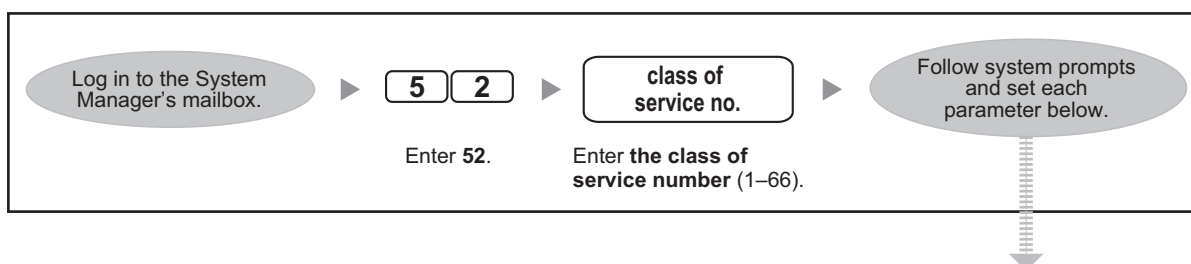 Log in to the System
Manager's mailbox.
5 2
Enter 52.
class of
service no.
Enter the class of
service number (1–66).
Follow system prompts
and set each
parameter below.